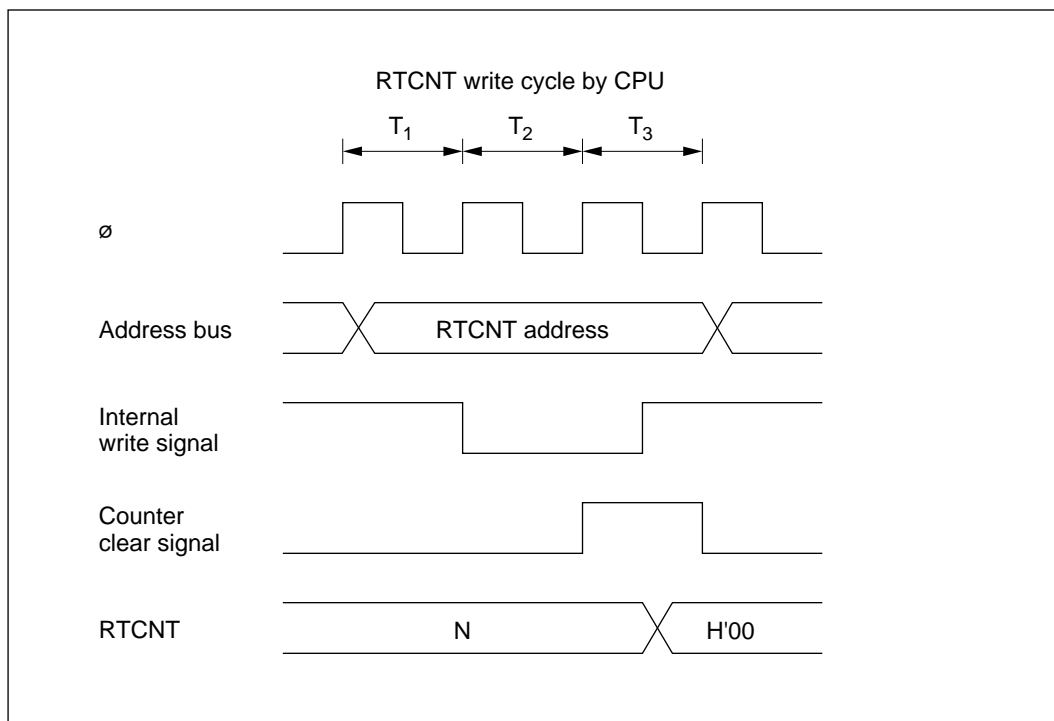 RTCNT write cycle by CPU
T1 T2 T3
ø
Address bus
RTCNT address
Internal
write signal
Counter
clear signal
RTCNT
N
H'00